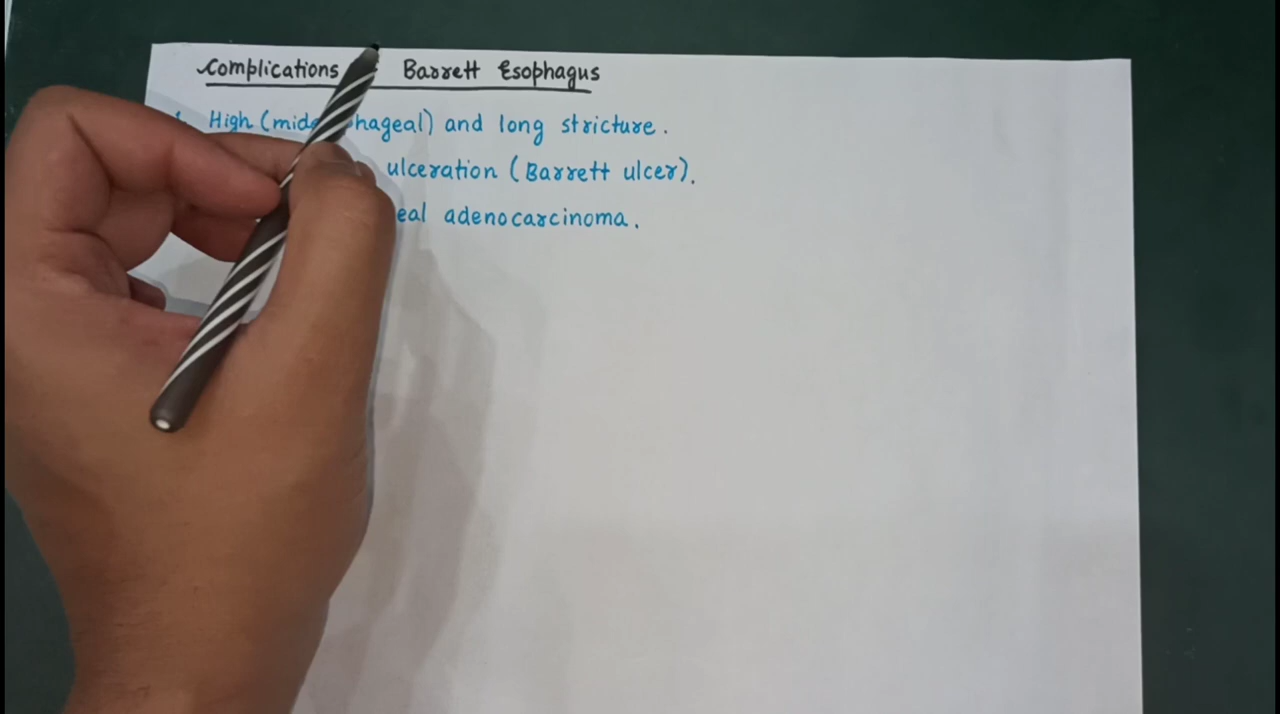 Complications Barrett Esophagus
High (mid hageal) and long stricture.
ulceration (Barrett ulcer).
eal adenocarcinoma.